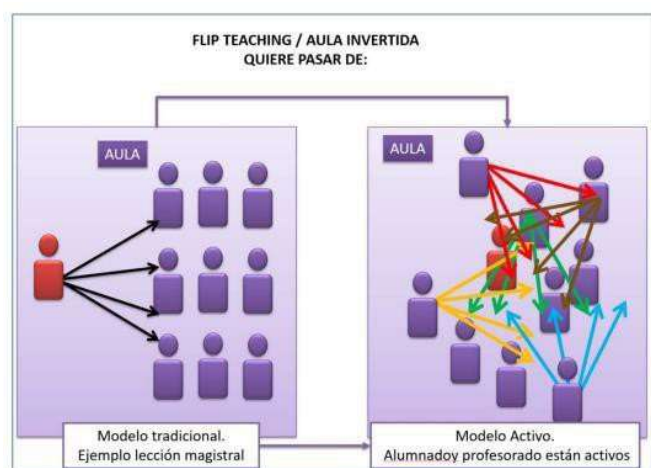 FLIP TEACHING / AULA INVERTIDA
QUIERE PASAR DE:
AULA
AULA
Modelo tradicional.
Ejemplo lección magistral
Modelo Activo.
Alumnadoy profesorado están activos